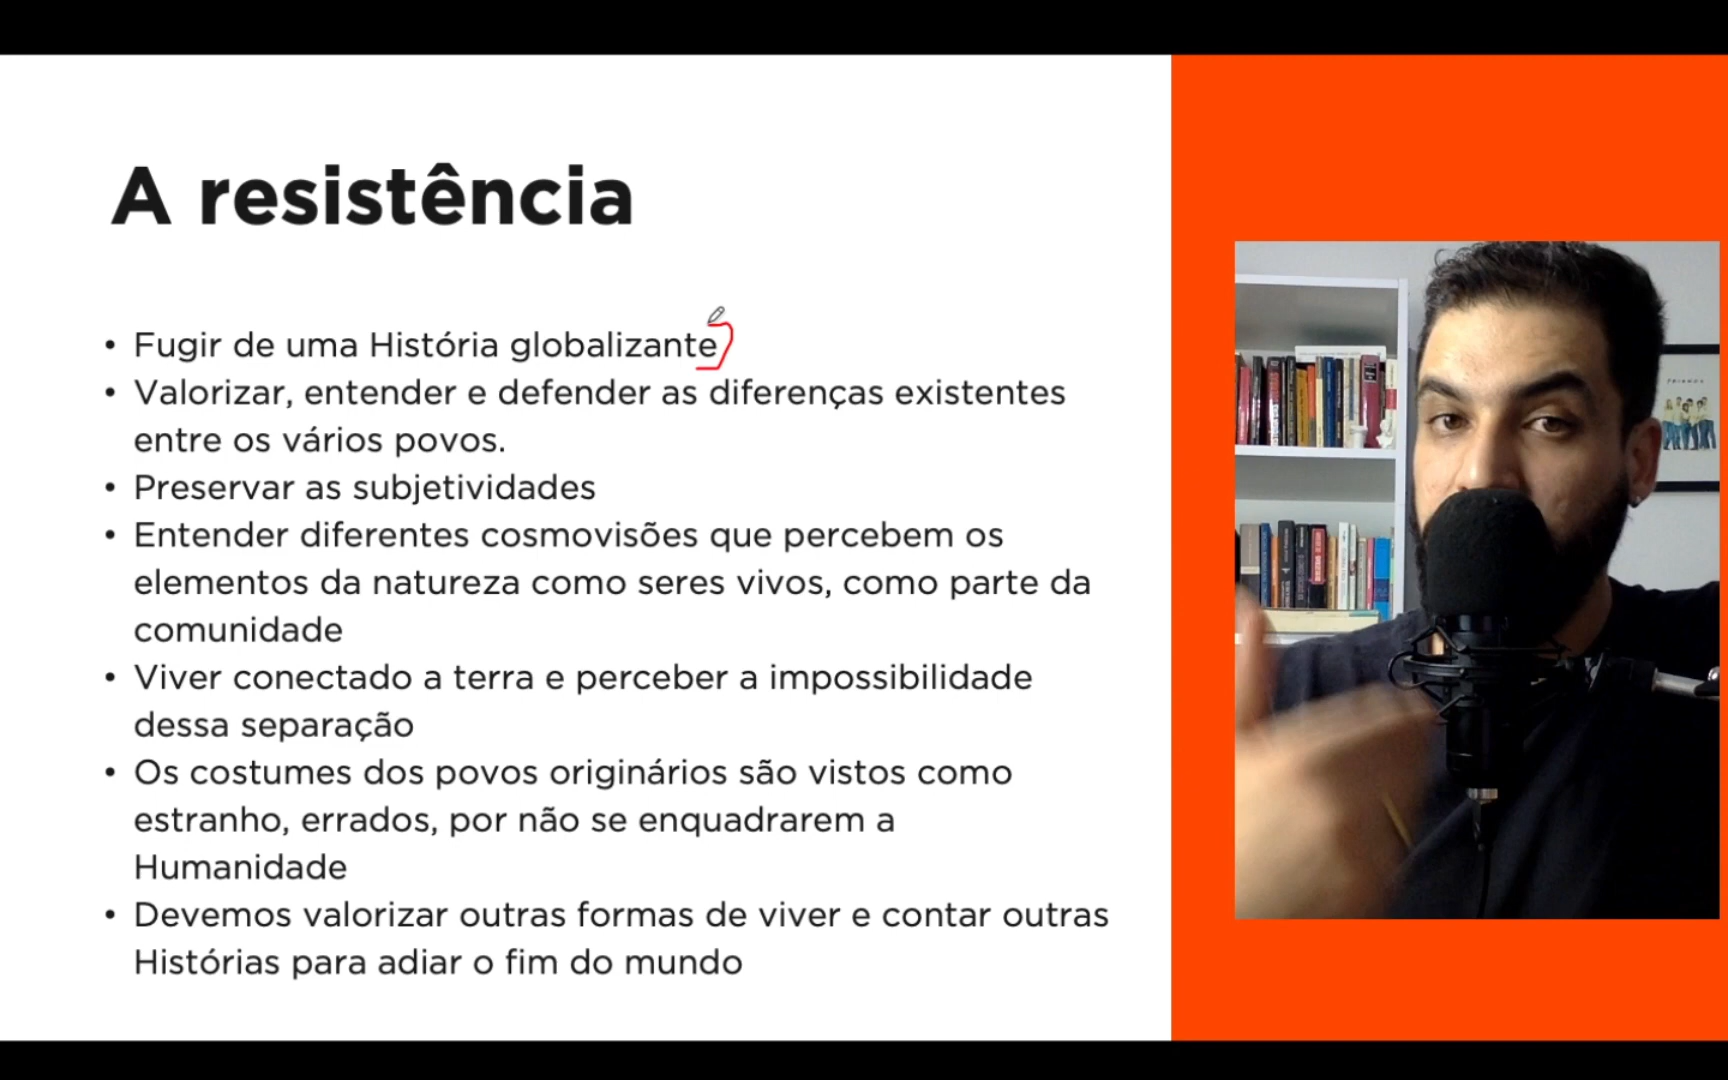 A resistência
• Fugir de uma História globalizante
• Valorizar, entender e defender as diferenças existentes
entre os vários povos.
• Preservar as subjetividades
• Entender diferentes cosmovisões que percebem os
elementos da natureza como seres vivos, como parte da
comunidade
• Viver conectado a terra e perceber a impossibilidade
dessa separação
• Os costumes dos povos originários são vistos como
estranho, errados, por não se enquadrarem a
Humanidade
• Devemos valorizar outras formas de viver e contar outras
Histórias para adiar o fim do mundo
FRIENDS